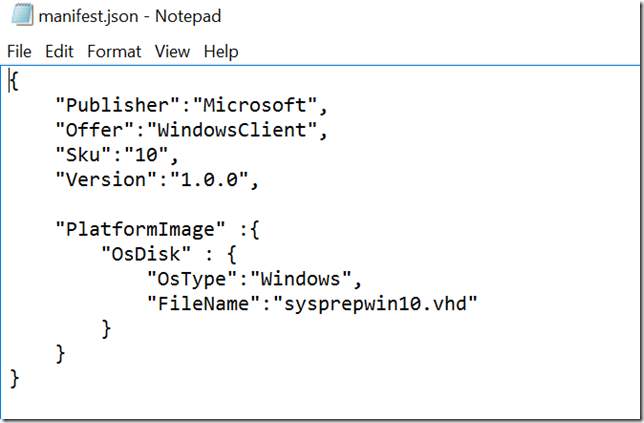 manifest.json - Notepad
File Edit Format View Help
{
    "Publisher":"Microsoft",
    "Offer":"WindowsClient",
    "Sku":"10",
    "Version":"1.0.0",

    "PlatformImage" :{
        "OsDisk" : {
            "OsType":"Windows",
            "FileName":"sysprepwin10.vhd"
        }
    }
}